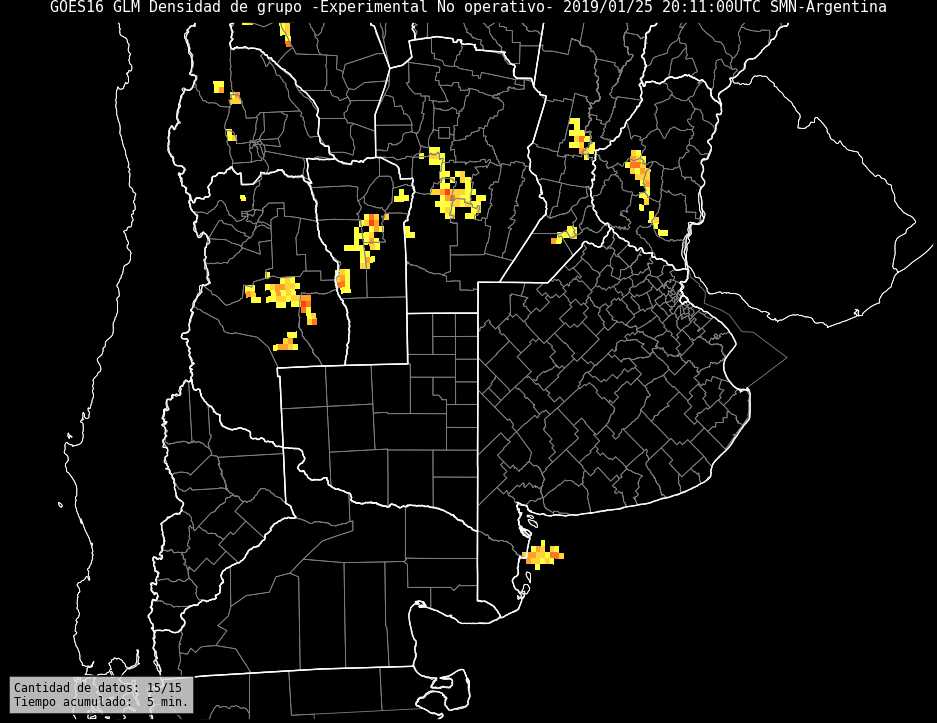 GOES16 GLM Densidad de grupo -Experimental No operativo- 2019/01/25 20:11:00UTC SMN-Argentina
Cantidad de datos: 15/15
Tiempo acumulado:  5 min.